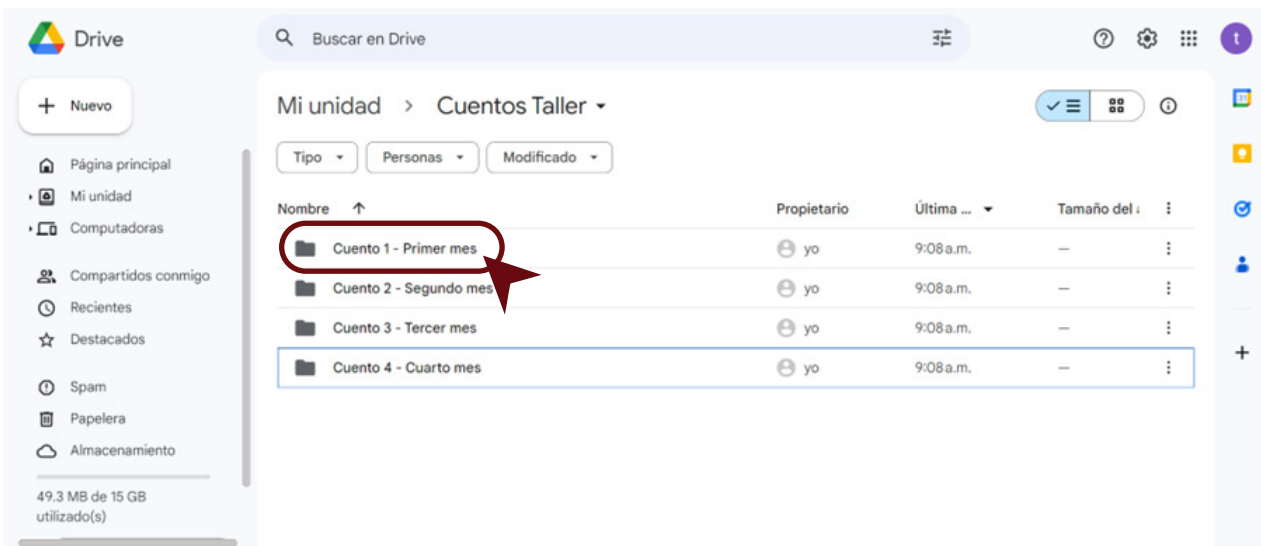 Drive
Buscar en Drive
t
Nuevo
Mi unidad > Cuentos Taller
31
Tipo
Personas
Modificado
Página principal
Mi unidad
Computadoras
Compartidos conmigo
Recientes
Destacados
Spam
Papelera
Almacenamiento
49.3 MB de 15 GB
utilizado(s)
Nombre Propietario Última ... Tamaño del
Cuento 1 - Primer mes yo 9:08 a.m. —
Cuento 2 - Segundo mes yo 9:08 a.m. —
Cuento 3 - Tercer mes yo 9:08 a.m. —
Cuento 4 - Cuarto mes yo 9:08 a.m. —